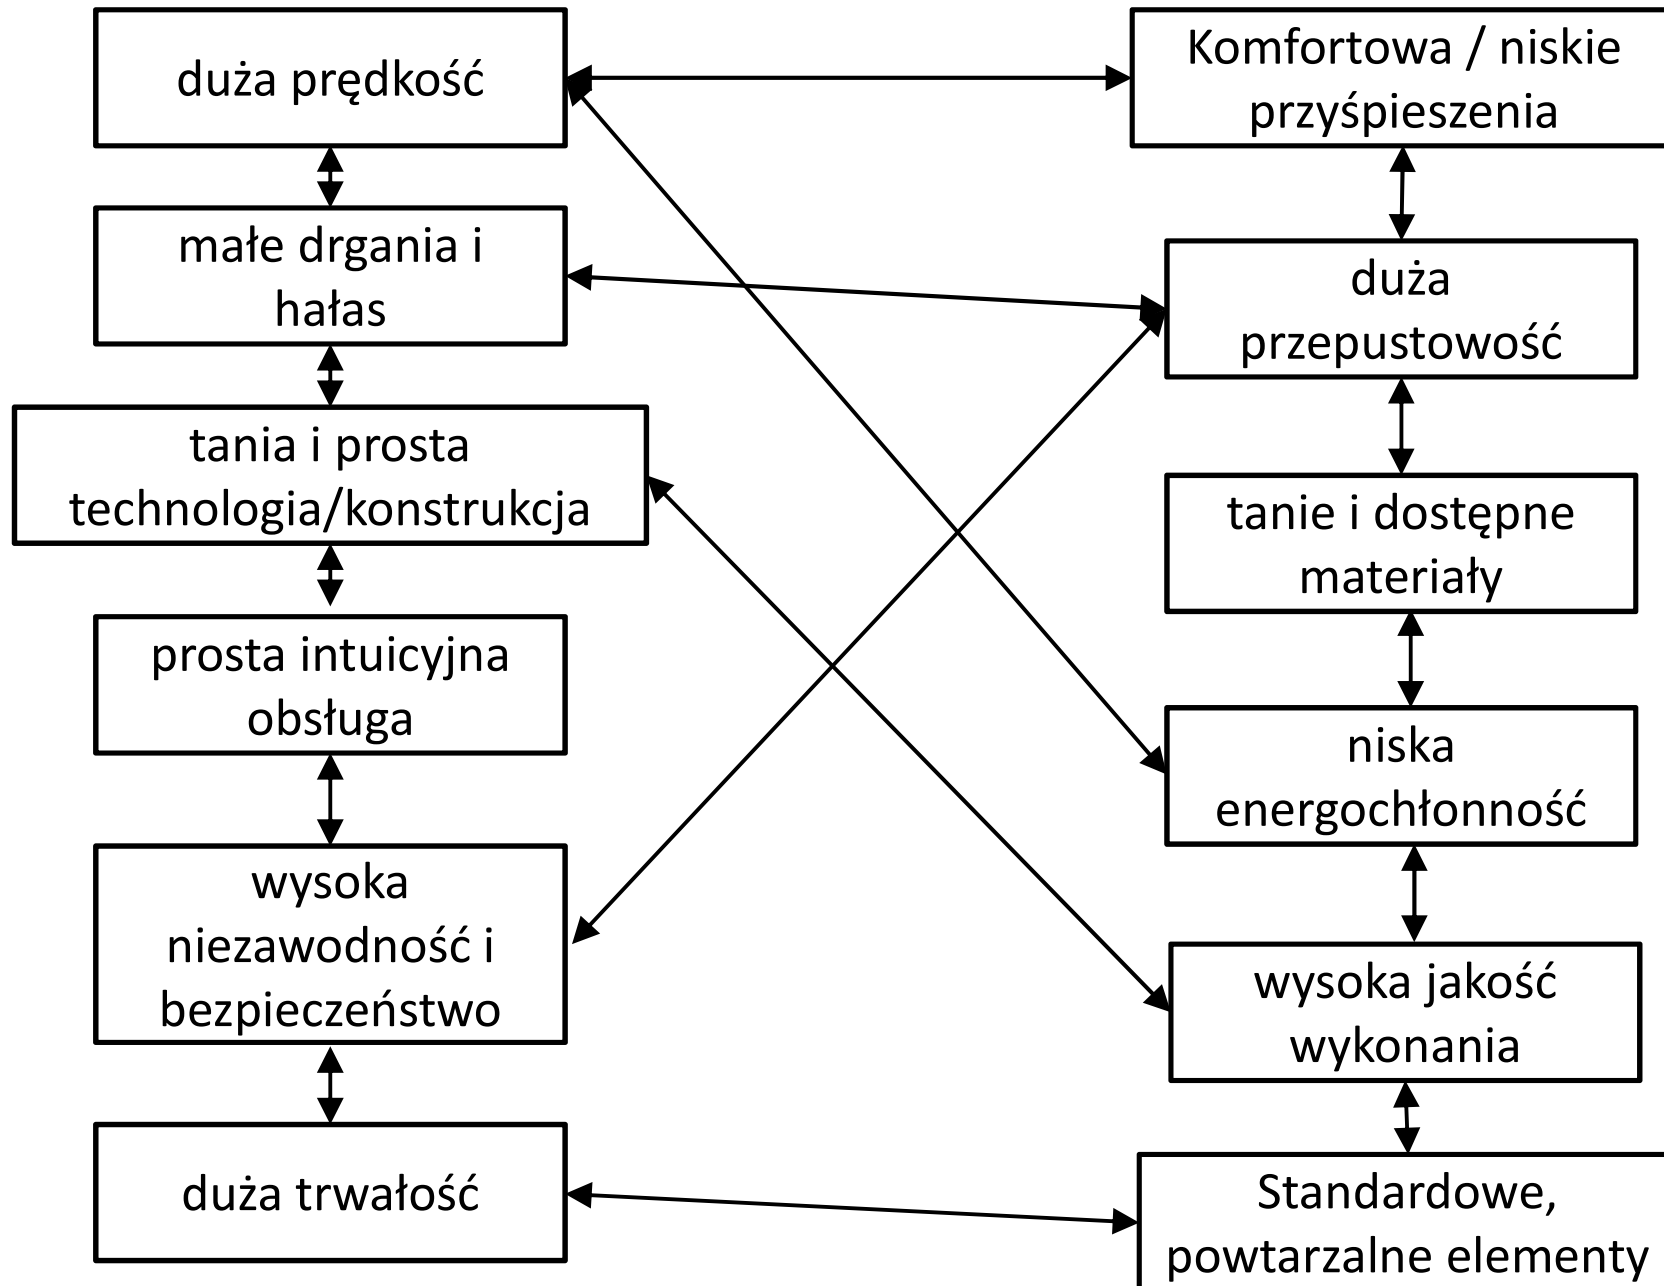 duża prędkość
małe drgania i
hałas
tania i prosta
technologia/konstrukcja
prosta intuicyjna
obsługa
wysoka
niezawodność i
bezpieczeństwo
duża trwałość
Komfortowa / niskie
przyśpieszenia
duża
przepustowość
tanie i dostępne
materiały
niska
energochłonność
wysoka jakość
wykonania
Standardowe,
powtarzalne elementy